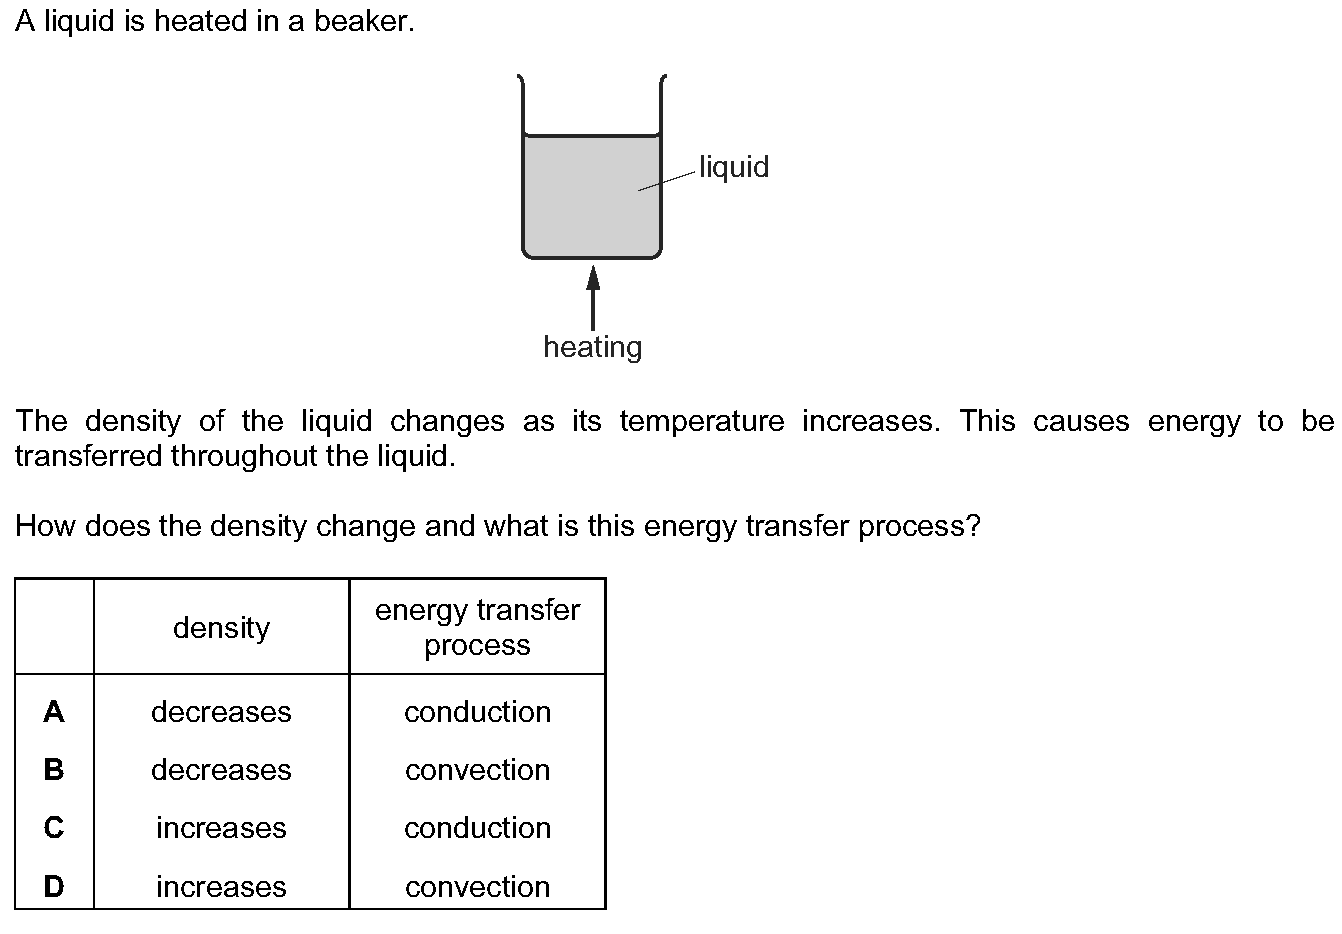 A liquid is heated in a beaker.
liquid
heating
The density of the liquid changes as its temperature increases. This causes energy to be
transferred throughout the liquid.
How does the density change and what is this energy transfer process?
density
energy transfer
process
A decreases conduction
B decreases convection
C increases conduction
D increases convection